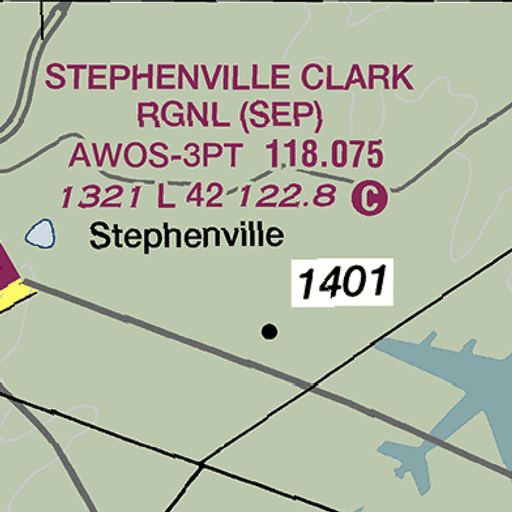 STEPHENVILLE CLARK
RGNL (SEP)
AWOS-3PT 118.075
1321 L 42 122.8 C
Stephenville
1401